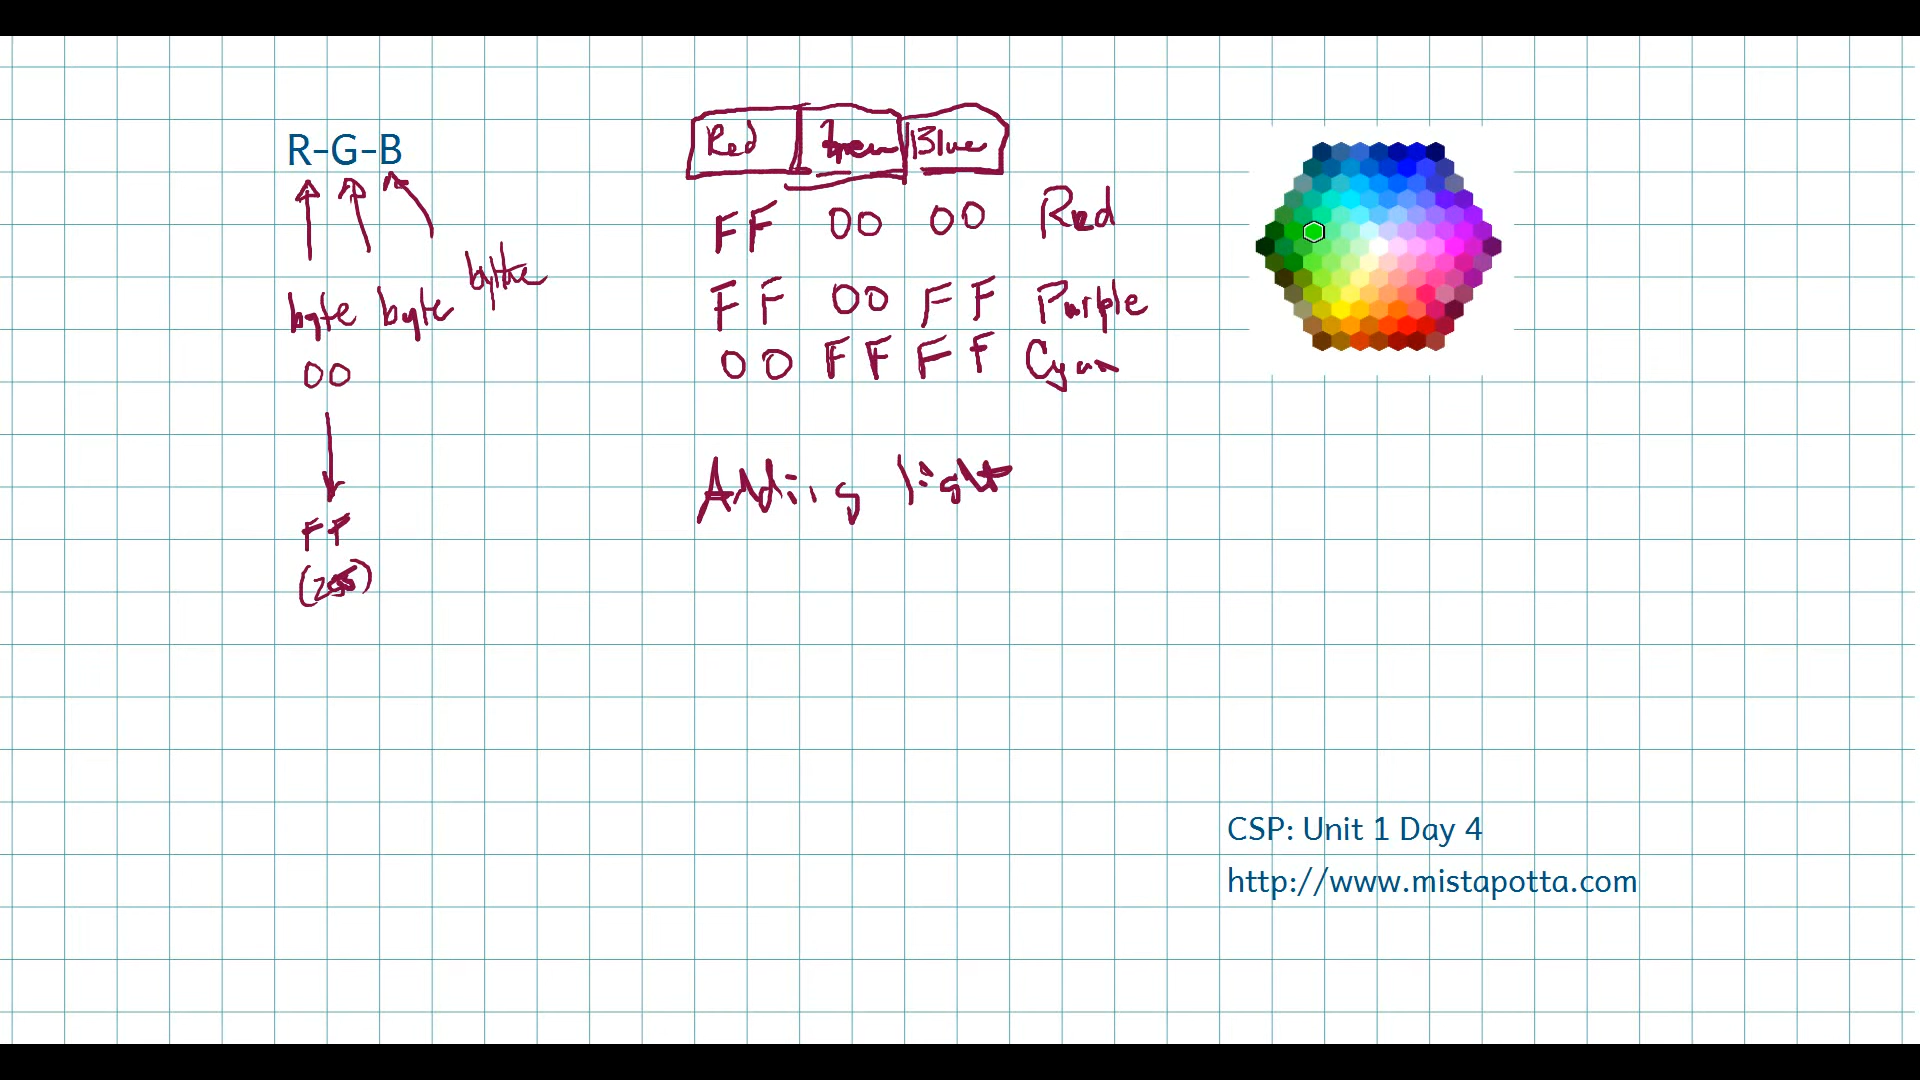 R-G-B
byte byte byte
00
FF
(255)
Red Green Blue
FF 00 00 Red
FF 00 FF Purple
00 FF FF Cyan
Adding light
CSP: Unit 1 Day 4
http://www.mistapotta.com